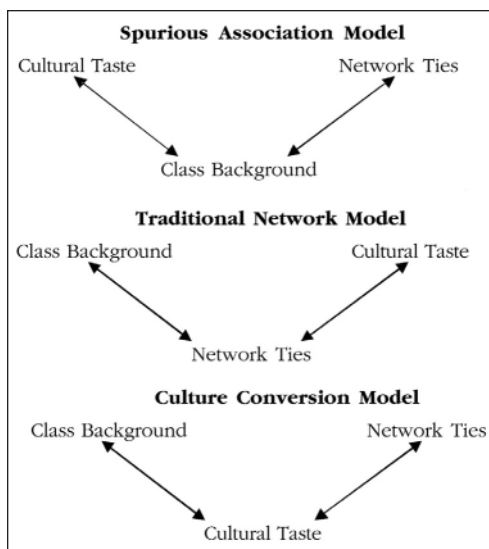 Spurious Association Model
Cultural Taste Network Ties
Class Background
Traditional Network Model
Class Background Cultural Taste
Network Ties
Culture Conversion Model
Class Background Network Ties
Cultural Taste